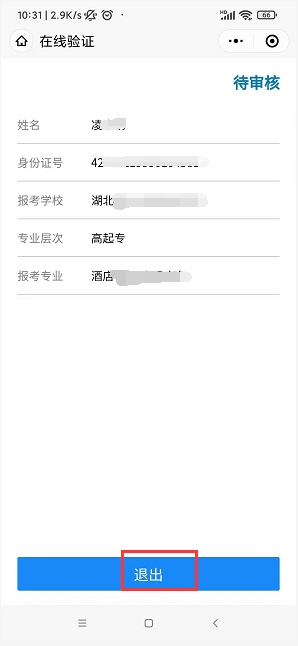 10:31 | 2.9K/s
66
在线验证
待审核
姓名 凌
身份证号 42
报考学校 湖北
专业层次 高起专
报考专业 酒店
退出